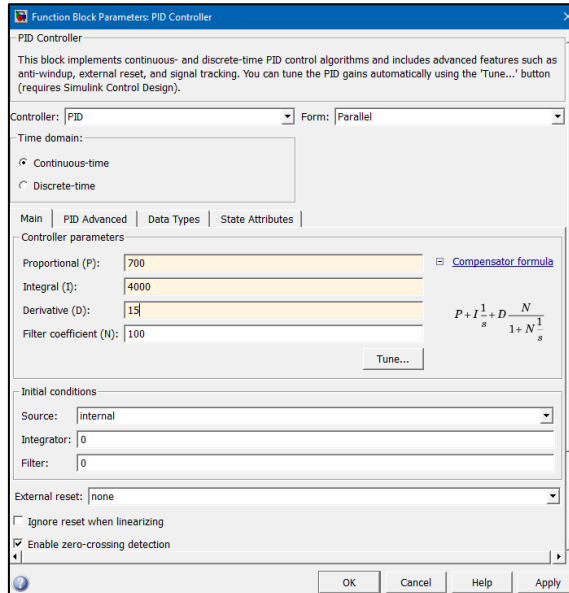 Function Block Parameters: PID Controller
PID Controller
This block implements continuous- and discrete-time PID control algorithms and includes advanced features such as
anti-windup, external reset, and signal tracking. You can tune the PID gains automatically using the 'Tune...' button
(requires Simulink Control Design).
Controller: PID Form: Parallel
Time domain:
Continuous-time
Discrete-time
Main PID Advanced Data Types State Attributes
Controller parameters
Proportional (P): 700 Compensator formula
Integral (I): 4000
Derivative (D): 15
P+I\frac{1}{s}+D\frac{N}{1+N\frac{1}{s}}
Filter coefficient (N): 100
Tune...
Initial conditions
Source: internal
Integrator: 0
Filter: 0
External reset: none
Ignore reset when linearizing
Enable zero-crossing detection
OK Cancel Help Apply